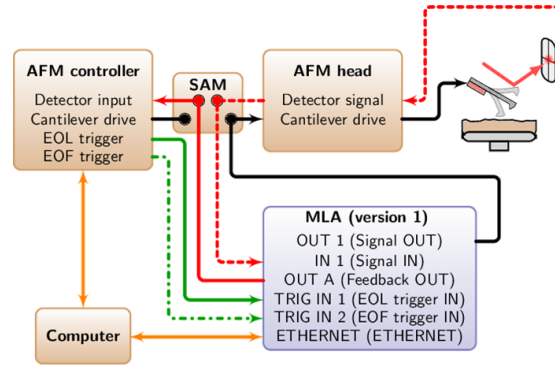 AFM controller
Detector input
Cantilever drive
EOL trigger
EOF trigger
SAM
AFM head
Detector signal
Cantilever drive
MLA (version 1)
OUT 1 (Signal OUT)
IN 1 (Signal IN)
OUT A (Feedback OUT)
TRIG IN 1 (EOL trigger IN)
TRIG IN 2 (EOF trigger IN)
ETHERNET (ETHERNET)
Computer